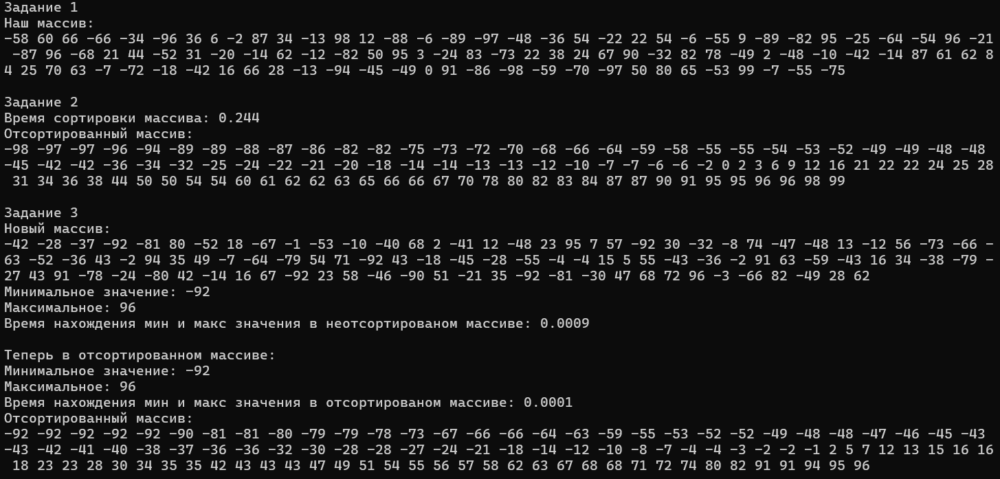 Задание 1
Наш массив:
-58 60 66 -66 -34 -96 36 6 -2 87 34 -13 98 12 -88 -6 -89 -97 -48 -36 54 -22 22 54 -6 -55 9 -89 -82 95 -25 -64 -54 96 -21
-87 96 -68 21 44 -52 31 -20 -14 62 -12 -82 50 95 3 -24 83 -73 22 38 24 67 90 -32 82 78 -49 2 -48 -10 -42 -14 87 61 62 8
4 25 70 63 -7 -72 -18 -42 16 66 28 -13 -94 -45 -49 0 91 -86 -98 -59 -70 -97 50 80 65 -53 99 -7 -55 -75
Задание 2
Время сортировки массива: 0.244
Отсортированный массив:
-98 -97 -97 -96 -94 -89 -89 -88 -87 -86 -82 -82 -75 -73 -72 -70 -68 -66 -64 -59 -58 -55 -55 -54 -53 -52 -49 -49 -48 -48
-45 -42 -42 -36 -34 -32 -25 -24 -22 -21 -20 -18 -14 -14 -13 -13 -12 -10 -7 -7 -6 -6 -2 0 2 3 6 9 12 16 21 22 22 24 25 28
31 34 36 38 44 50 50 54 54 60 61 62 62 63 65 66 66 67 70 78 80 82 83 84 87 87 90 91 95 95 96 96 98 99
Задание 3
Новый массив:
-42 -28 -37 -92 -81 80 -52 18 -67 -1 -53 -10 -40 68 2 -41 12 -48 23 95 7 57 -92 30 -32 -8 74 -47 -48 13 -12 56 -73 -66 -
63 -52 -36 43 -2 94 35 49 -7 -64 -79 54 71 -92 43 -18 -45 -28 -55 -4 -4 15 5 55 -43 -36 -2 91 63 -59 -43 16 34 -38 -79 -
27 43 91 -78 -24 -80 42 -14 16 67 -92 23 58 -46 -90 51 -21 35 -92 -81 -30 47 68 72 96 -3 -66 82 -49 28 62
Минимальное значение: -92
Максимальное: 96
Время нахождения мин и макс значения в неотсортированом массиве: 0.0009
Теперь в отсортированном массиве:
Минимальное значение: -92
Максимальное: 96
Время нахождения мин и макс значения в отсортированом массиве: 0.0001
Отсортированный массив:
-92 -92 -92 -92 -92 -90 -81 -81 -80 -79 -79 -78 -73 -67 -66 -66 -64 -63 -59 -55 -53 -52 -52 -49 -48 -48 -47 -46 -45 -43
-43 -42 -41 -40 -38 -37 -36 -36 -32 -30 -28 -28 -27 -24 -21 -18 -14 -12 -10 -8 -7 -4 -4 -3 -2 -2 -1 2 5 7 12 13 15 16 16
18 23 23 28 30 34 35 35 42 43 43 43 47 49 51 54 55 56 57 58 62 63 67 68 68 71 72 74 80 82 91 91 94 95 96